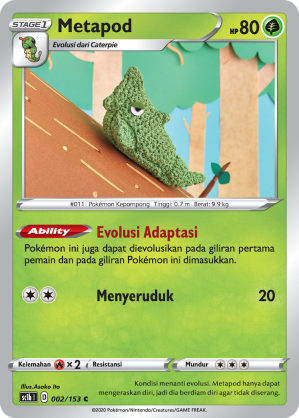 STAGE 1
Metapod
HP 80
Evolusi dari Caterpie
#011 Pokémon Kepompong Tinggi: 0.7 m Berat: 9.9 kg
Ability Evolusi Adaptasi
Pokémon ini juga dapat dievolusikan pada giliran pertama
pemain dan pada giliran Pokémon ini dimasukkan.
Menyeruduk 20
Kelemahan × 2 Resistansi Mundur
Illus. Asako Ito
sc1b I D 002/153 C
Kondisi menanti evolusi. Metapod hanya dapat
mengeraskan diri, jadi dia berdiam diri agar tidak diserang.
©2020 Pokémon/Nintendo/Creatures/GAME FREAK.